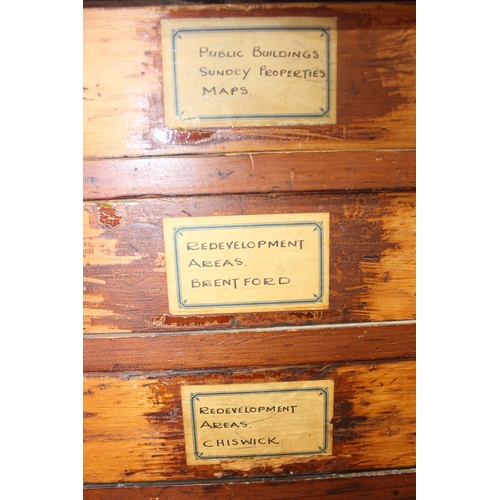 PUBLIC BUILDINGS
SUNDRY PROPERTIES
MAPS.
REDEVELOPMENT
AREAS.
BRENTFORD
REDEVELOPMENT
AREAS.
CHISWICK.